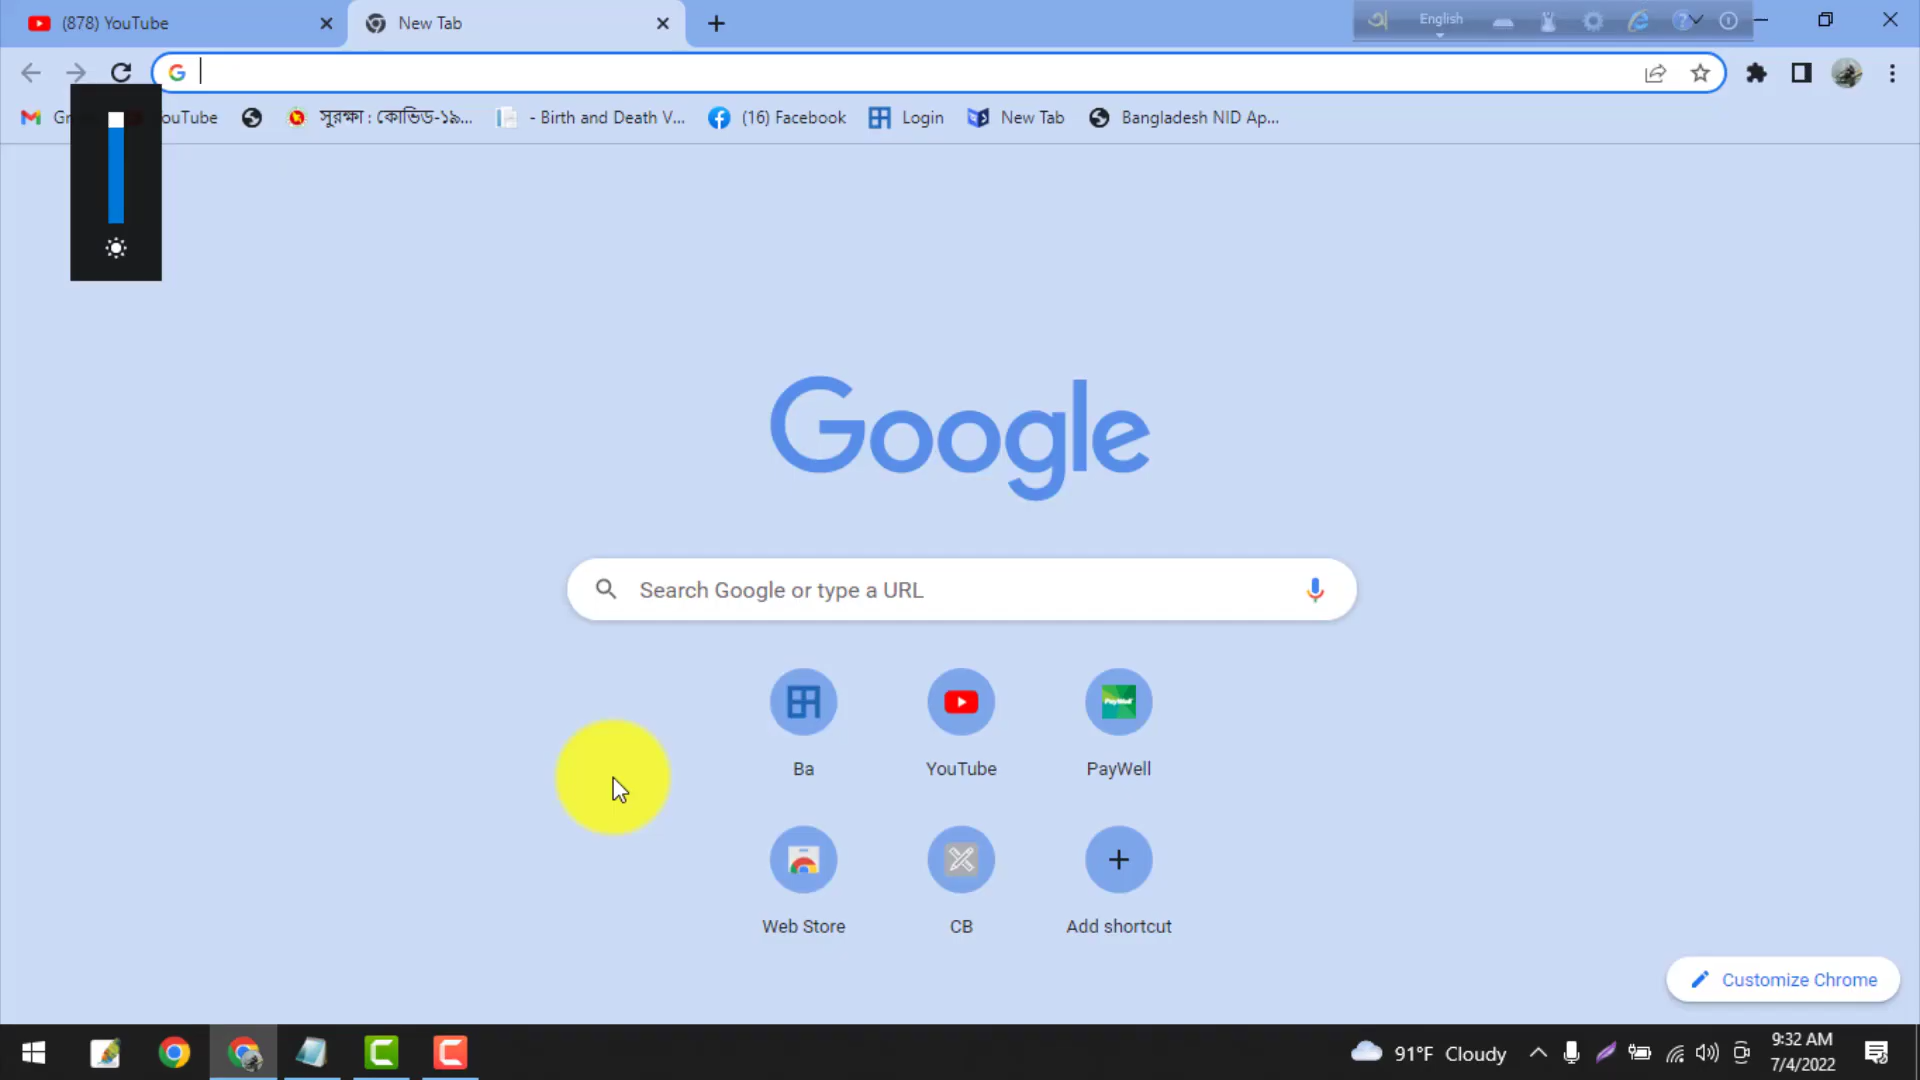 (878) YouTube
New Tab
English
YouTube
সুরক্ষা : কোভিড-১৯...
- Birth and Death V...
(16) Facebook
Login
New Tab
Bangladesh NID Ap...
Google
Search Google or type a URL
Ba
YouTube
PayWell
PayWell
Web Store
CB
Add shortcut
Customize Chrome
91°F Cloudy
9:32 AM
7/4/2022